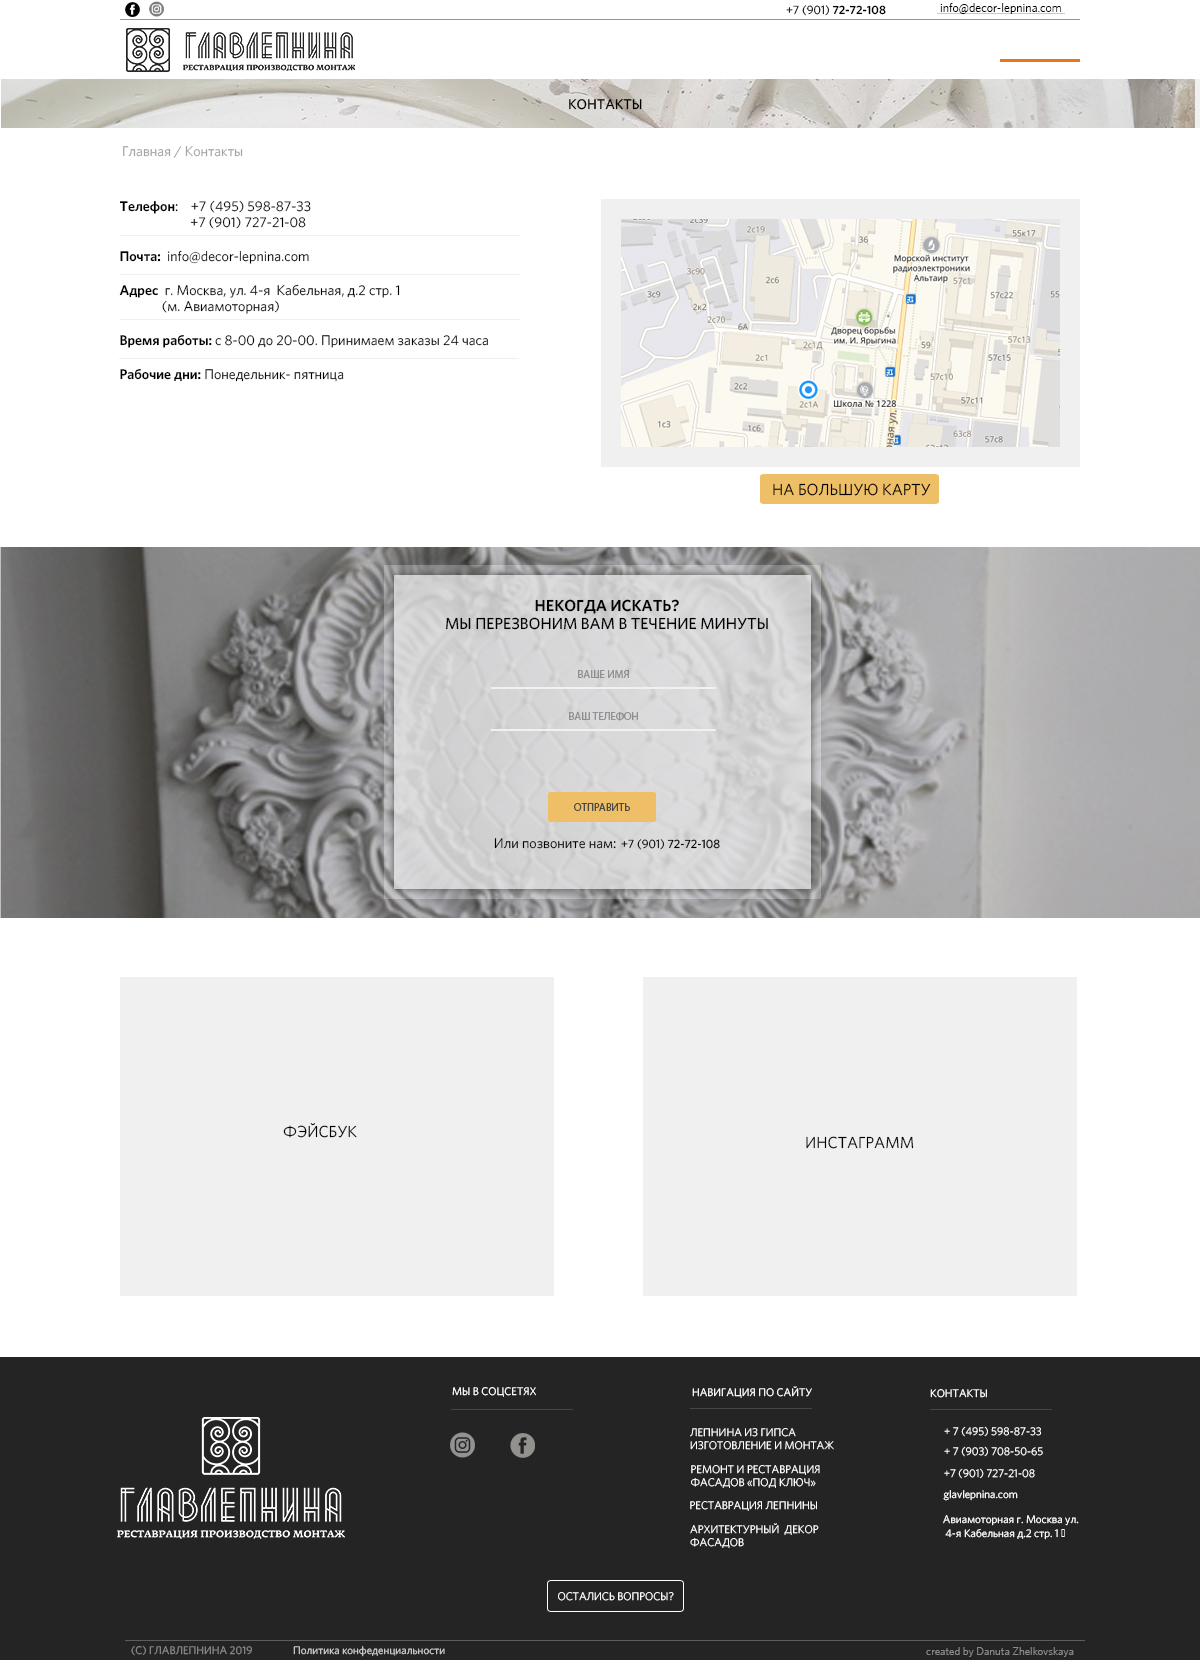 +7 (901) 72-72-108
info@decor-lepnina.com
ГЛАВЛЕПНИНА
РЕСТАВРАЦИЯ ПРОИЗВОДСТВО МОНТАЖ
КОНТАКТЫ
Главная / Контакты
Телефон: +7 (495) 598-87-33
+7 (901) 727-21-08
Почта: info@decor-lepnina.com
Адрес г. Москва, ул. 4-я Кабельная, д.2 стр. 1
(м. Авиамоторная)
Время работы: с 8-00 до 20-00. Принимаем заказы 24 часа
Рабочие дни: Понедельник- пятница
2с39
2с19
36
55к17
Морской институт
радиоэлектроники
Альтаир
3с90
2с6
57с1
3с9
2к2
57с22
55
2с70
6А
Дворец борьбы
им. И. Ярыгина
2с1Д
59
57с13
2с1
57с15
2с2
57с10
2с1А
Школа № 1228
57с11
1с3
1с6
рная ул.
63с8
57с8
НА БОЛЬШУЮ КАРТУ
НЕКОГДА ИСКАТЬ?
МЫ ПЕРЕЗВОНИМ ВАМ В ТЕЧЕНИЕ МИНУТЫ
ВАШЕ ИМЯ
ВАШ ТЕЛЕФОН
ОТПРАВИТЬ
Или позвоните нам: +7 (901) 72-72-108
ФЭЙСБУК
ИНСТАГРАММ
ГЛАВЛЕПНИНА
РЕСТАВРАЦИЯ ПРОИЗВОДСТВО МОНТАЖ
МЫ В СОЦСЕТЯХ
НАВИГАЦИЯ ПО САЙТУ
ЛЕПНИНА ИЗ ГИПСА
ИЗГОТОВЛЕНИЕ И МОНТАЖ
РЕМОНТ И РЕСТАВРАЦИЯ
ФАСАДОВ «ПОД КЛЮЧ»
РЕСТАВРАЦИЯ ЛЕПНИНЫ
АРХИТЕКТУРНЫЙ ДЕКОР
ФАСАДОВ
КОНТАКТЫ
+ 7 (495) 598-87-33
+ 7 (903) 708-50-65
+7 (901) 727-21-08
glavlepnina.com
Авиамоторная г. Москва ул.
4-я Кабельная д.2 стр. 1
ОСТАЛИСЬ ВОПРОСЫ?
(С) ГЛАВЛЕПНИНА 2019
Политика конфеденциальности
created by Danuta Zhelkovskaya